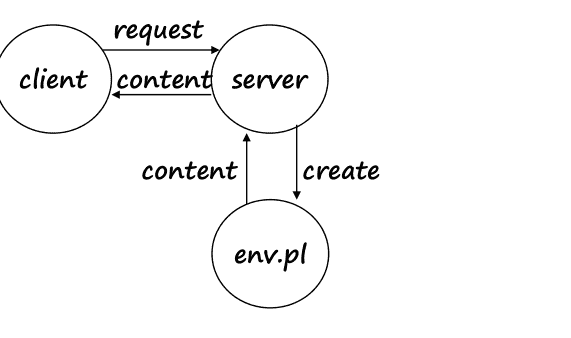 request
client
content
server
content
create
env.pl